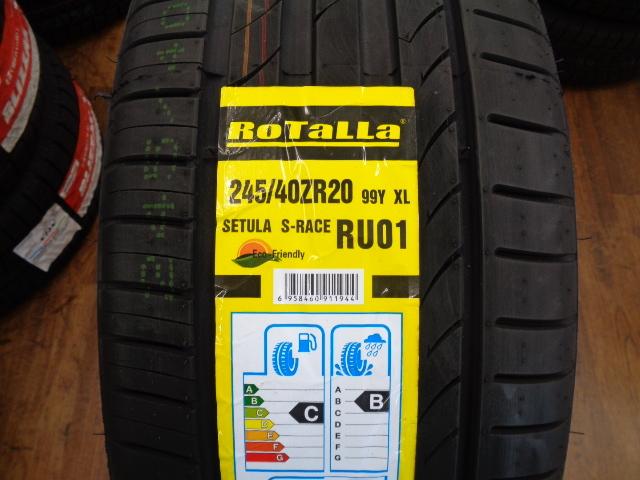 RoTaLLa®
245/40ZR20 99Y XL
SETULA S-RACE RU01
Eco-Friendly
6 958460 911944
A
B
C
D
E
F
G
C
A
B
C
E
F
G
B